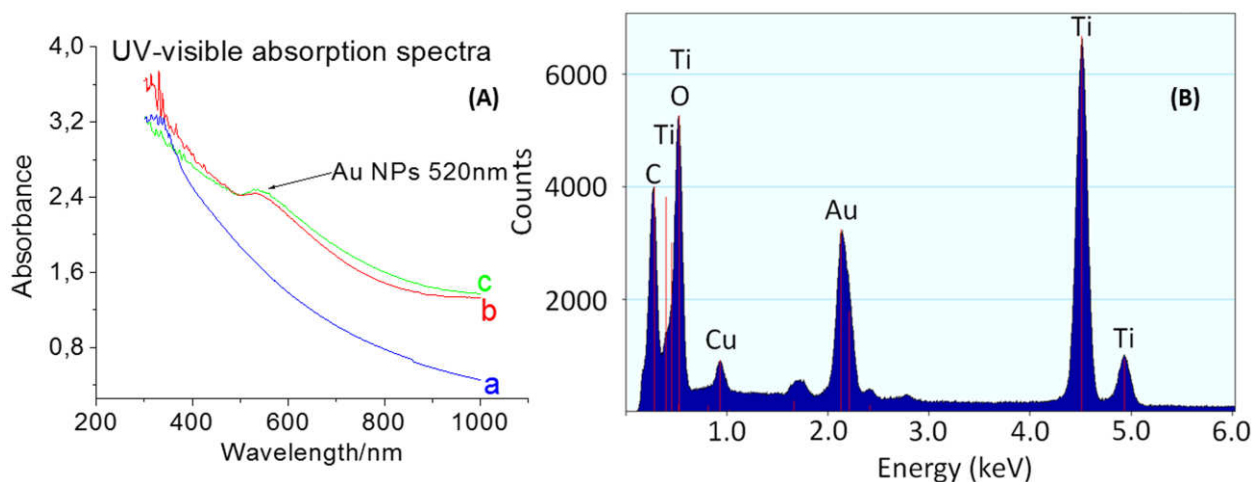 UV-visible absorption spectra
(A)
4,0
3,2
2,4
1,6
0,8
Absorbance
Au NPs 520nm
c
b
a
200 400 600 800 1000
Wavelength/nm
(B)
Counts
6000
4000
2000
C
Ti
Ti
O
Cu
Au
Ti
Ti
1.0 2.0 3.0 4.0 5.0 6.0
Energy (keV)